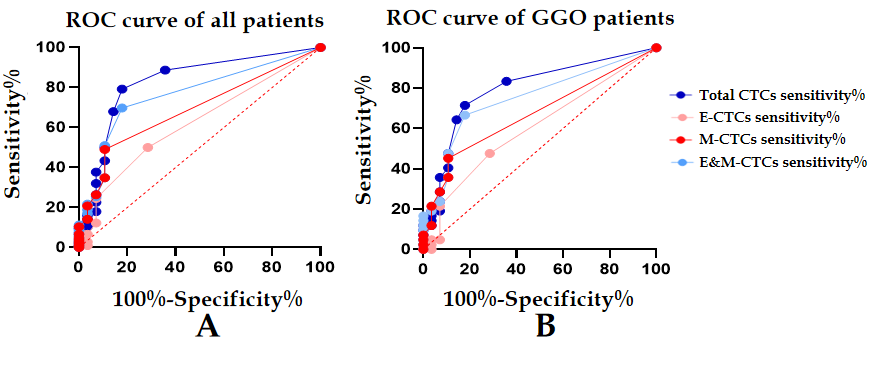 ROC curve of all patients
100
80
60
40
20
0
Sensitivity%
0 20 40 60 80 100
100%-Specificity%
A
ROC curve of GGO patients
100
80
60
40
20
0
Sensitivity%
0 20 40 60 80 100
100%-Specificity%
B
Total CTCs sensitivity%
E-CTCs sensitivity%
M-CTCs sensitivity%
E&M-CTCs sensitivity%